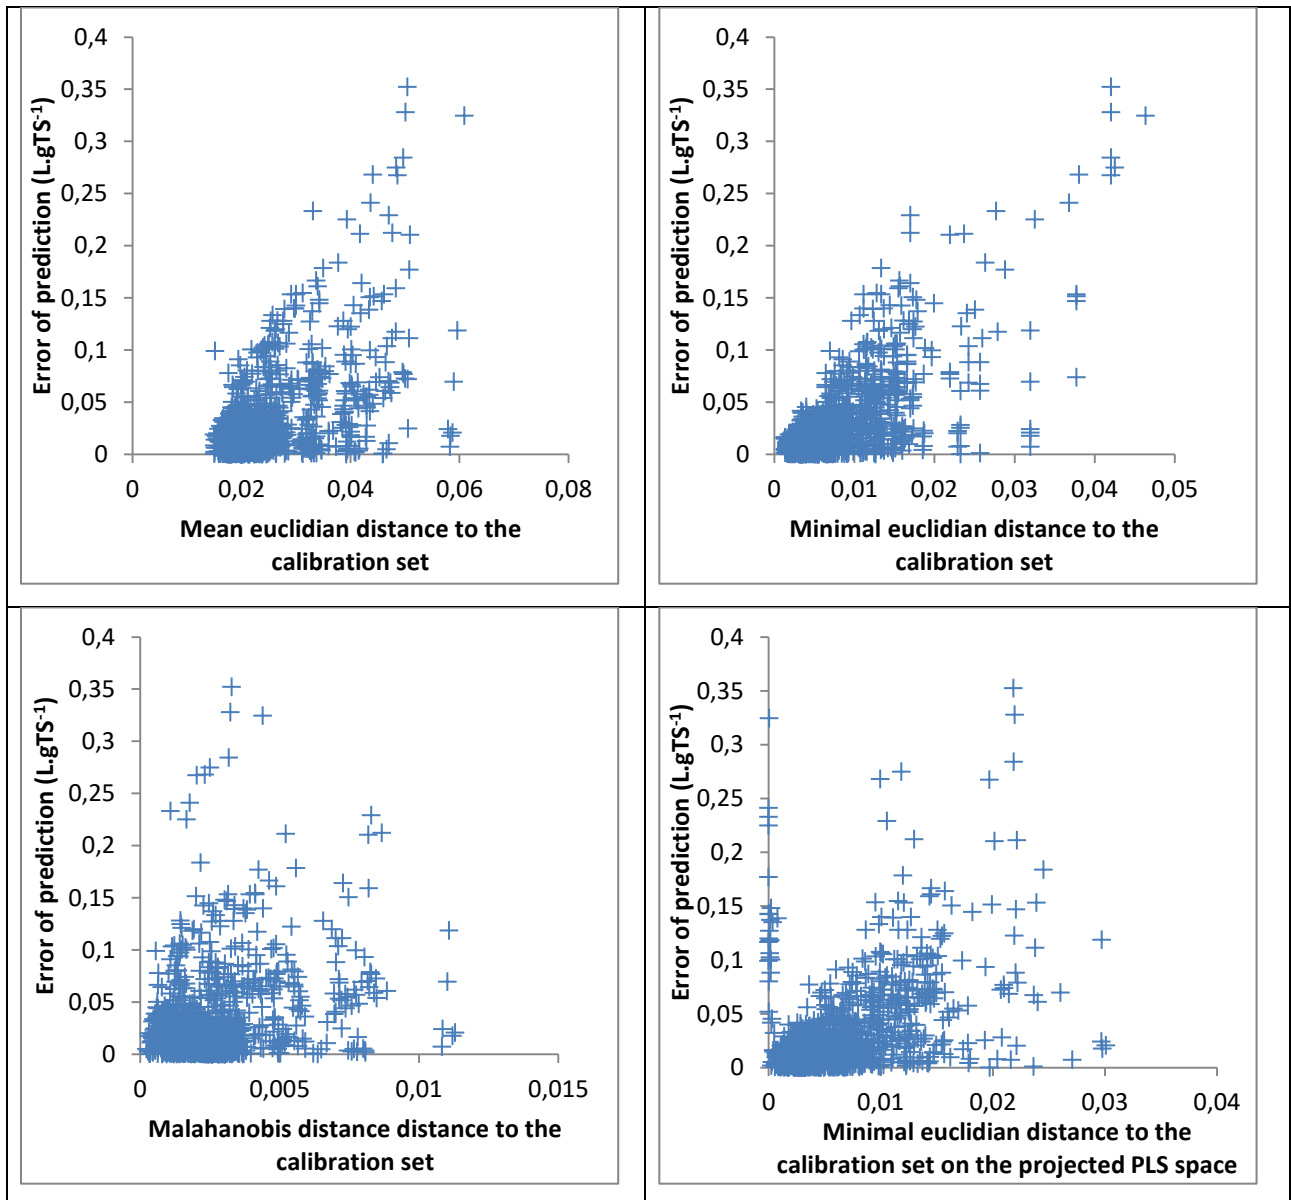 0,4
0,35
0,3
0,25
0,2
0,15
0,1
0,05
0
Error of prediction (L.gTS-1)
0 0,02 0,04 0,06 0,08
Mean euclidian distance to the
calibration set
0,4
0,35
0,3
0,25
0,2
0,15
0,1
0,05
0
Error of prediction (L.gTS-1)
0 0,01 0,02 0,03 0,04 0,05
Minimal euclidian distance to the
calibration set
0,4
0,35
0,3
0,25
0,2
0,15
0,1
0,05
0
Error of prediction (L.gTS-1)
0 0,005 0,01 0,015
Malahanobis distance distance to the
calibration set
0,4
0,35
0,3
0,25
0,2
0,15
0,1
0,05
0
Error of prediction (L.gTS-1)
0 0,01 0,02 0,03 0,04
Minimal euclidian distance to the
calibration set on the projected PLS space